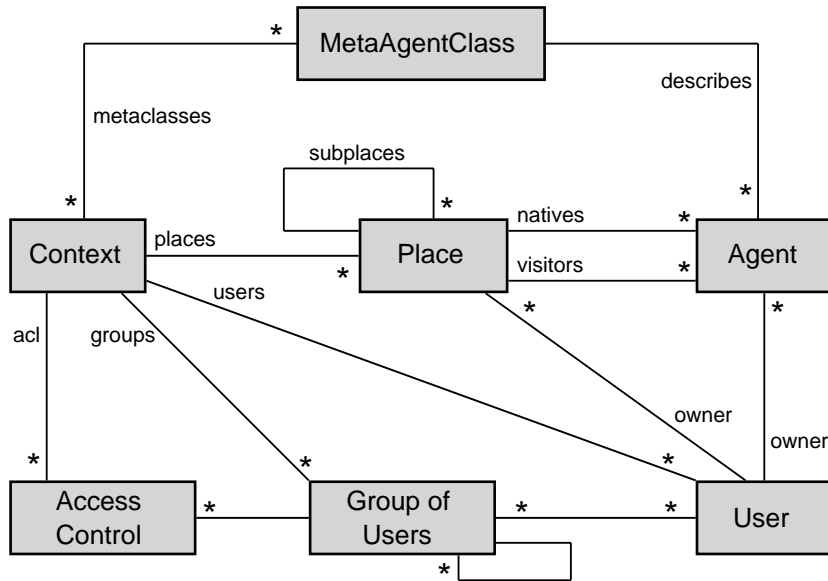 * MetaAgentClass
describes
metaclasses
subplaces
* * natives * *
Context places Place visitors Agent
* *
users * *
acl groups
owner owner
* * *
Access Control * Group of Users * * User
*